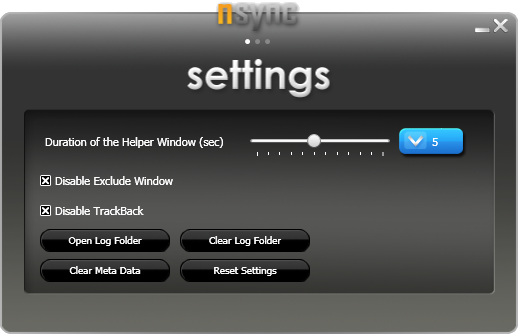 nsync
settings
Duration of the Helper Window (sec)
5
Disable Exclude Window
Disable TrackBack
Open Log Folder
Clear Log Folder
Clear Meta Data
Reset Settings